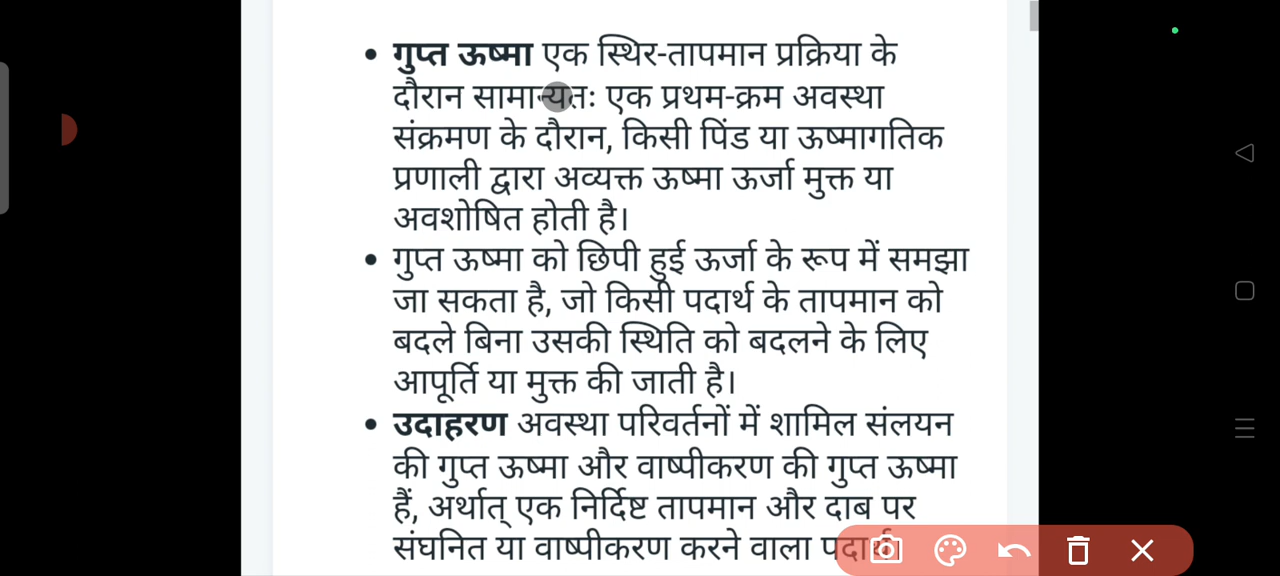 गुप्त ऊष्मा एक स्थिर-तापमान प्रक्रिया के
दौरान सामान्यतः एक प्रथम-क्रम अवस्था
संक्रमण के दौरान, किसी पिंड या ऊष्मागतिक
प्रणाली द्वारा अव्यक्त ऊष्मा ऊर्जा मुक्त या
अवशोषित होती है।
गुप्त ऊष्मा को छिपी हुई ऊर्जा के रूप में समझा
जा सकता है, जो किसी पदार्थ के तापमान को
बदले बिना उसकी स्थिति को बदलने के लिए
आपूर्ति या मुक्त की जाती है।
उदाहरण अवस्था परिवर्तनों में शामिल संलयन
की गुप्त ऊष्मा और वाष्पीकरण की गुप्त ऊष्मा
हैं, अर्थात् एक निर्दिष्ट तापमान और दाब पर
संघनित या वाष्पीकरण करने वाला पदार्थ।